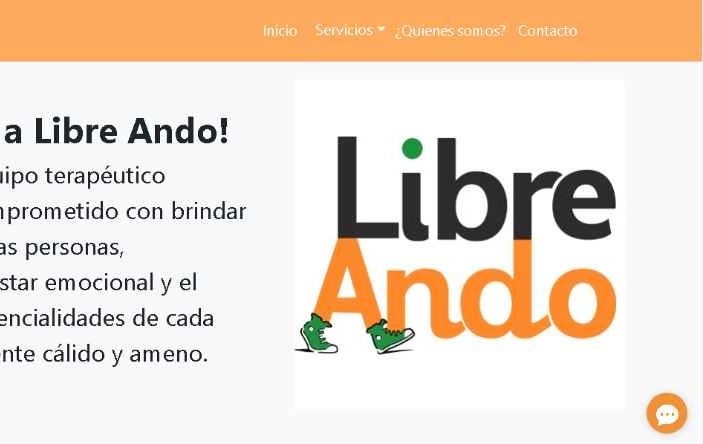 Inicio Servicios ¿Quienes somos? Contacto
a Libre Ando!
uipo terapéutico
mprometido con brindar
as personas,
star emocional y el
encialidades de cada
nte cálido y ameno.
Libre
Ando